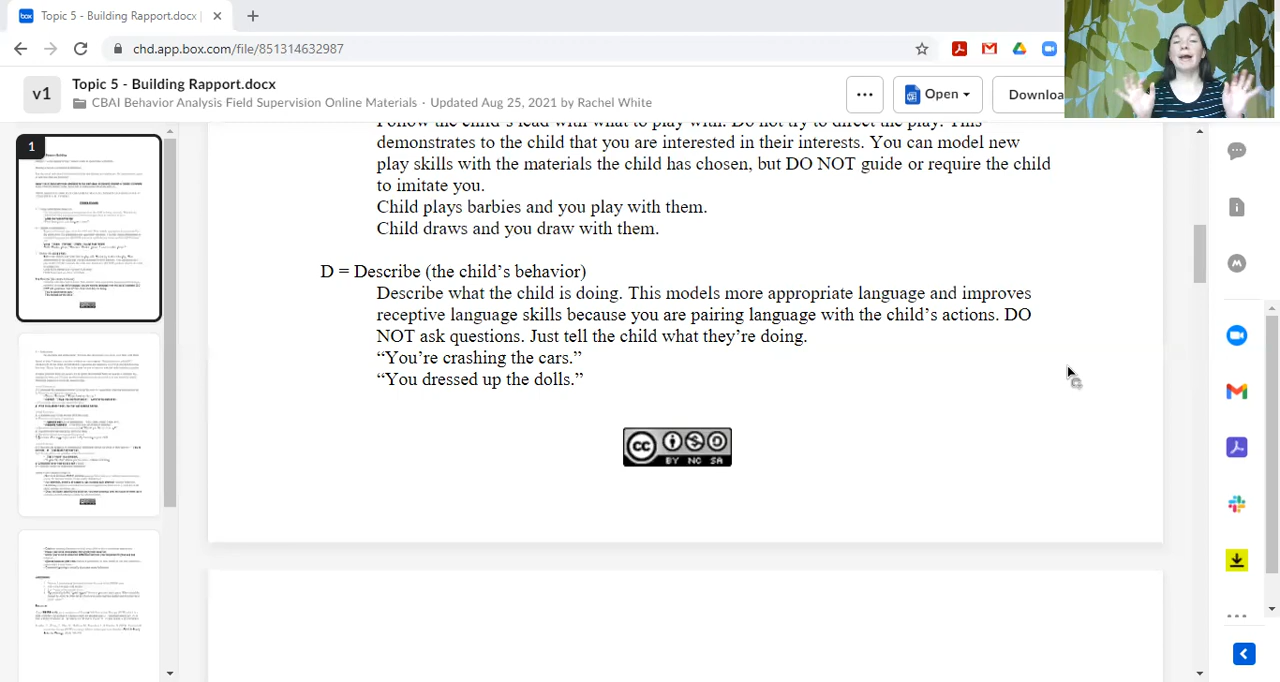 Topic 5 - Building Rapport.docx |
chd.app.box.com/file/851314632987
v1
Topic 5 - Building Rapport.docx
CBAI Behavior Analysis Field Supervision Online Materials · Updated Aug 25, 2021 by Rachel White
Open
Downloa
1
demonstrates to the child that you are interested in their interests. You can model new
play skills with the materials the child has chosen, but DO NOT guide or require the child
to imitate you.
Child plays barbies and you play with them.
Child draws and you draw with them.
D = Describe (the child's behavior)
Describe what the child is doing. This models more appropriate language and improves
receptive language skills because you are pairing language with the child's actions. DO
NOT ask questions. Just tell the child what they're doing.
“You're crashing the cars.”
“You dressed up the dolls.”
CC BY NC SA